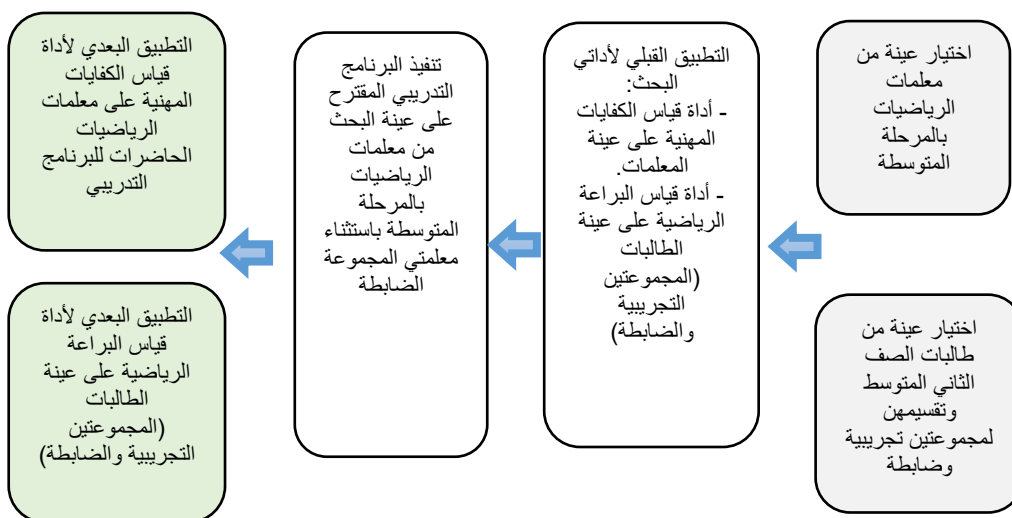 اختيار عينة من
معلمات
الرياضيات
بالمرحلة
المتوسطة
اختيار عينة من
طالبات الصف
الثاني المتوسط
وتقسيمهن
لمجموعتين تجريبية
وضابطة
التطبيق القبلي لأداتي
البحث:
- أداة قياس الكفايات
المهنية على عينة
المعلمات.
- أداة قياس البراعة
الرياضية على عينة
الطالبات
(المجموعتين
التجريبية
والضابطة)
تنفيذ البرنامج
التدريبي المقترح
على عينة البحث
من معلمات
الرياضيات
بالمرحلة
المتوسطة باستثناء
معلمتي المجموعة
الضابطة
التطبيق البعدي لأداة
قياس الكفايات
المهنية على معلمات
الرياضيات
الحاضرات للبرنامج
التدريبي
التطبيق البعدي لأداة
قياس البراعة
الرياضية على عينة
الطالبات
(المجموعتين
التجريبية والضابطة)